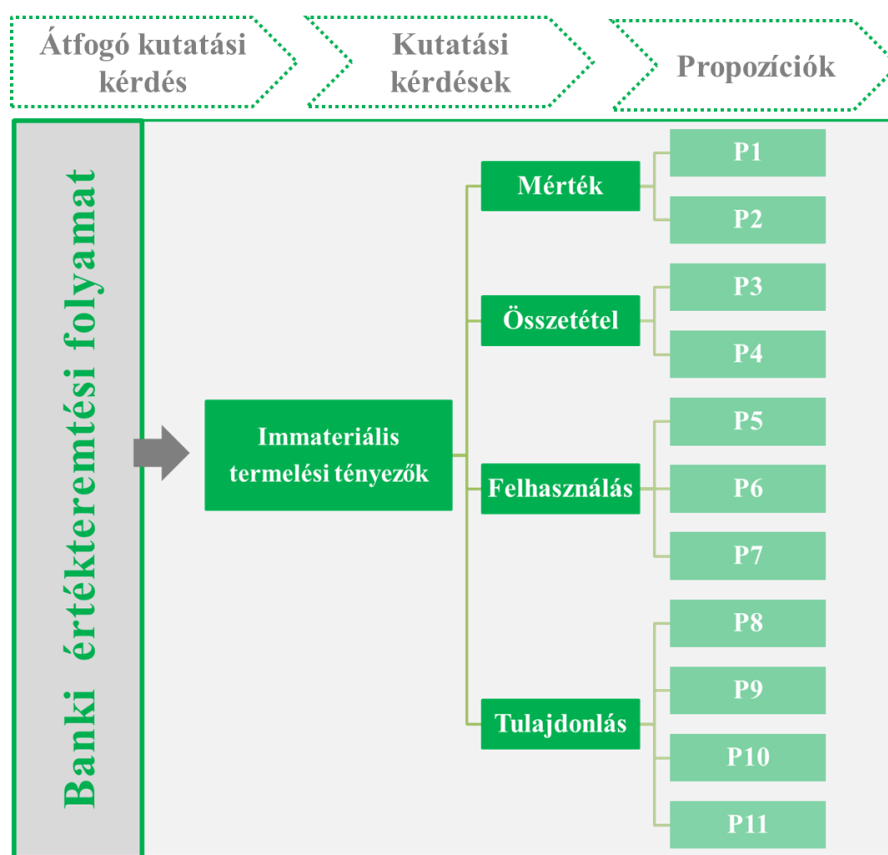 Átfogó kutatási
kérdés
Kutatási
kérdések
Propozíciók
Banki értékteremtési folyamat
Immateriális
termelési tényezők
Mérték
P1
P2
Összetétel
P3
P4
Felhasználás
P5
P6
P7
Tulajdonlás
P8
P9
P10
P11